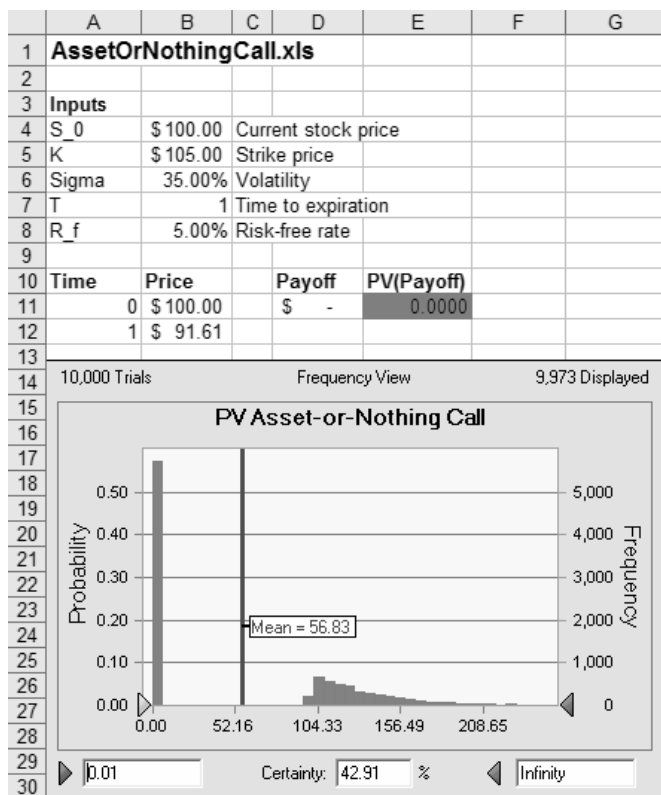 A B C D E F G
1 AssetOrNothingCall.xls
2
3 Inputs
4 S_0 $ 100.00 Current stock price
5 K $ 105.00 Strike price
6 Sigma 35.00% Volatility
7 T 1 Time to expiration
8 R_f 5.00% Risk-free rate
9
10 Time Price Payoff PV(Payoff)
11 0 $ 100.00 $ - 0.0000
12 1 $ 91.61
13
14 10,000 Trials Frequency View 9,973 Displayed
15 PV Asset-or-Nothing Call
16
17
18 0.50 5,000
19
20 0.40 4,000
21
22 0.30 3,000
23
24 0.20 Mean = 56.83 2,000
25 0.10 1,000
26
27 0.00 0
28 0.00 52.16 104.33 156.49 208.65
Probability
Frequency
29 0.01 Certainty: 42.91 % Infinity
30